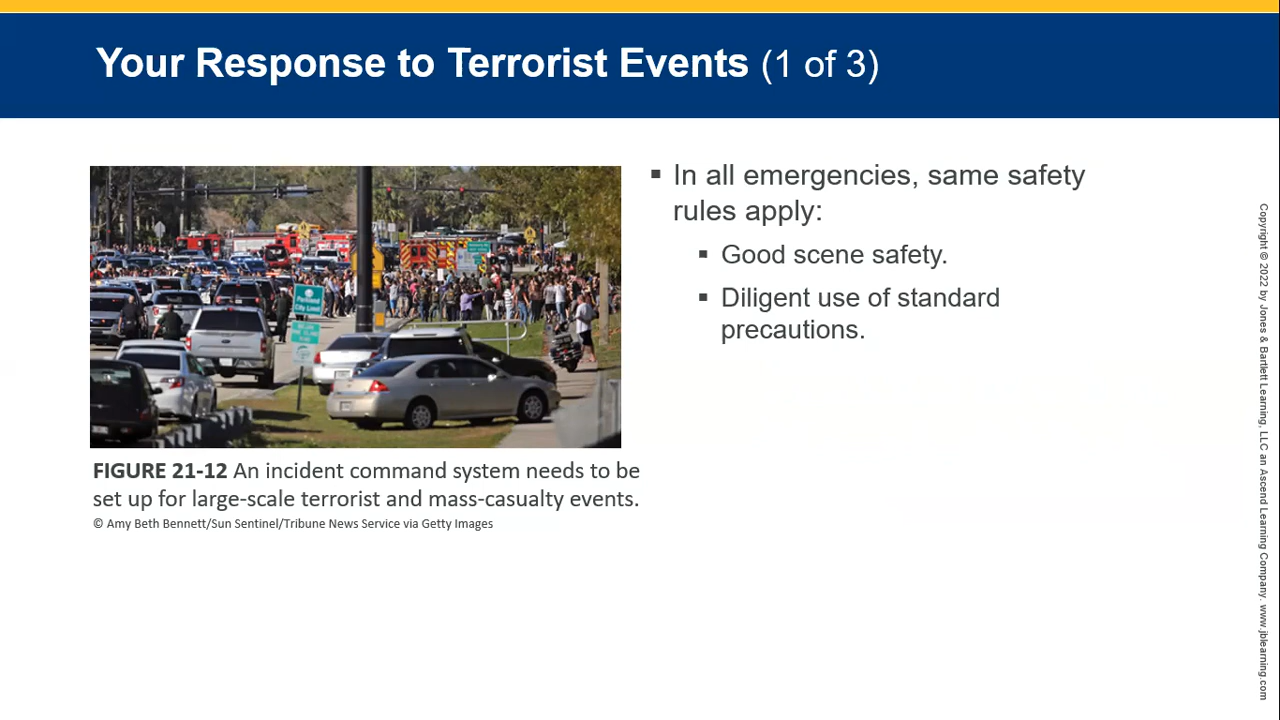 Your Response to Terrorist Events (1 of 3)
Parkland
City Limit
▪ In all emergencies, same safety
rules apply:
▪ Good scene safety.
▪ Diligent use of standard
precautions.
FIGURE 21-12 An incident command system needs to be
set up for large-scale terrorist and mass-casualty events.
© Amy Beth Bennett/Sun Sentinel/Tribune News Service via Getty Images
Copyright © 2022 by Jones & Bartlett Learning, LLC an Ascend Learning Company. www.jblearning.com